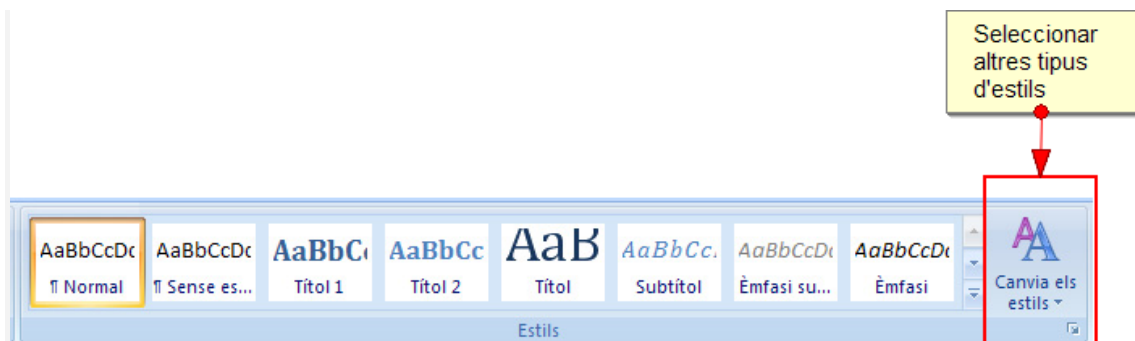 Seleccionar
altres tipus
d'estils
AaBbCcDc AaBbCcDc AaBbC AaBbCc AaB AaBbCc. AaBbCcDc AaBbCcDc
¶ Normal ¶ Sense es... Títol 1 Títol 2 Títol Subtítol Èmfasi su... Èmfasi
Canvia els
estils
Estils